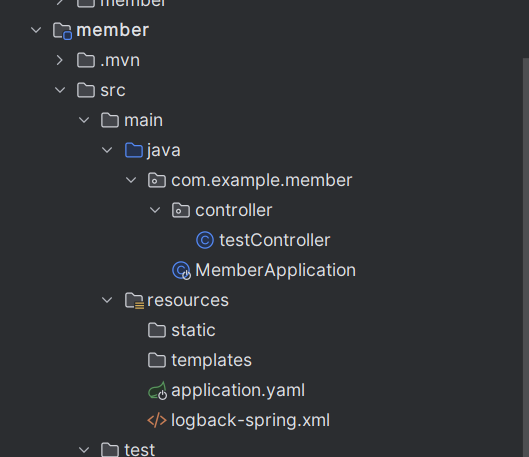 member
member
.mvn
src
main
java
com.example.member
controller
testController
MemberApplication
resources
static
templates
application.yaml
logback-spring.xml
test